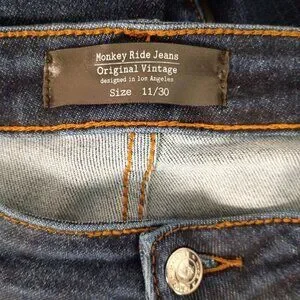 Monkey Ride Jeans
Original Vintage
designed in los Angeles
Size 11/30